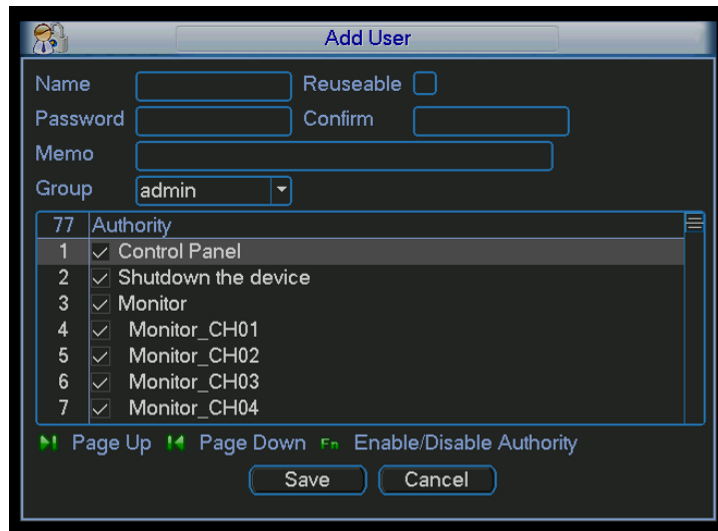 Add User
Name Reuseable
Password Confirm
Memo
Group admin
77 Authority
1 Control Panel
2 Shutdown the device
3 Monitor
4 Monitor_CH01
5 Monitor_CH02
6 Monitor_CH03
7 Monitor_CH04
Page Up Page Down Fn Enable/Disable Authority
Save Cancel